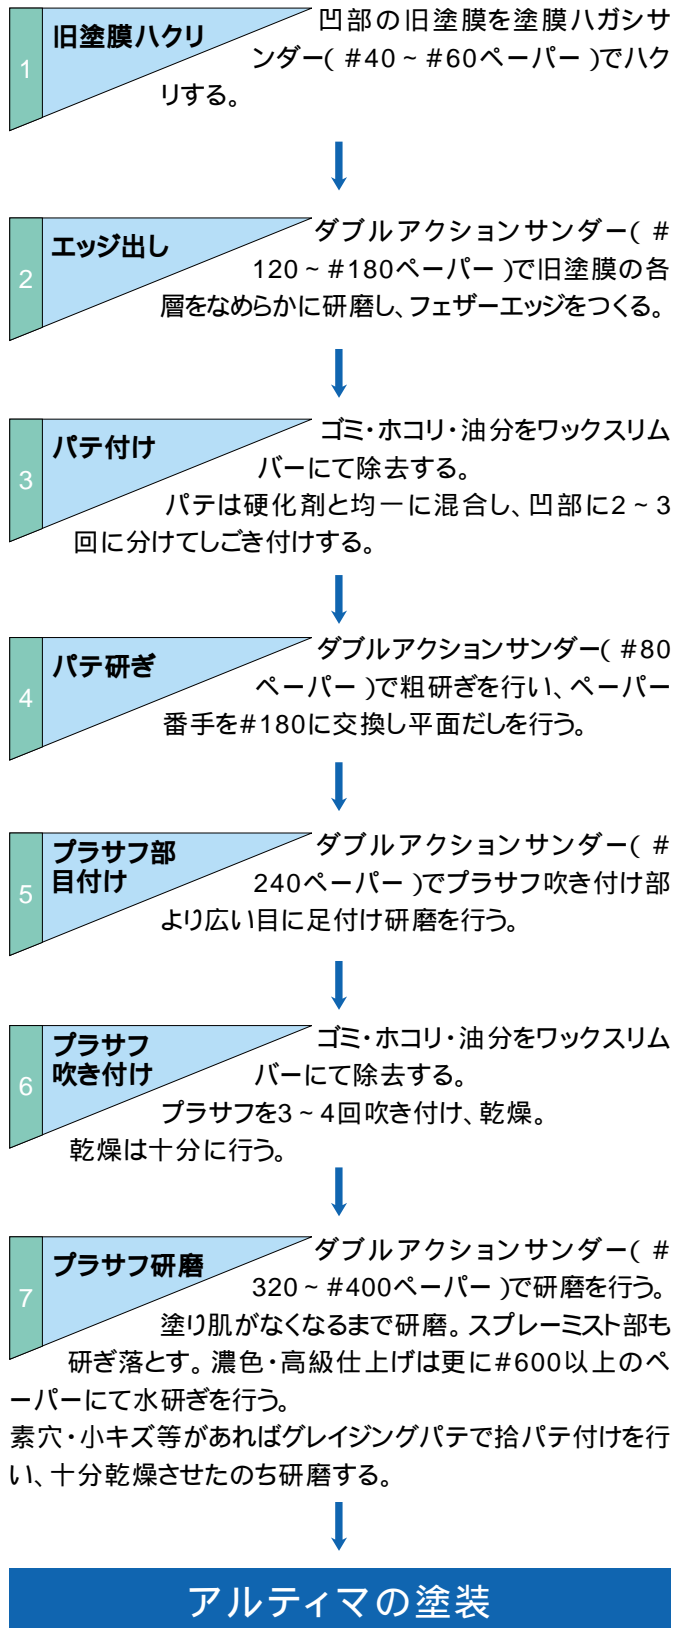 1
旧塗膜ハクリ
凹部の旧塗膜を塗膜ハガシサ
ンダー( #40 ~ #60ペーパー )でハク
リする。
2
エッジ出し
ダブルアクションサンダー( #
120 ~ #180ペーパー )で旧塗膜の各
層をなめらかに研磨し、フェザーエッジをつくる。
3
パテ付け
ゴミ・ホコリ・油分をワックスリム
バーにて除去する。
パテは硬化剤と均一に混合し、凹部に2 ~ 3
回に分けてしごき付けする。
4
パテ研ぎ
ダブルアクションサンダー( #80
ペーパー )で粗研ぎを行い、ペーパー
番手を#180に交換し平面だしを行う。
5
プラサフ部
目付け
ダブルアクションサンダー( #
240ペーパー )でプラサフ吹き付け部
より広い目に足付け研磨を行う。
6
プラサフ
吹き付け
ゴミ・ホコリ・油分をワックスリム
バーにて除去する。
プラサフを3 ~ 4回吹き付け、乾燥。
乾燥は十分に行う。
7
プラサフ研磨
ダブルアクションサンダー( #
320 ~ #400ペーパー )で研磨を行う。
塗り肌がなくなるまで研磨。スプレーミスト部も
研ぎ落とす。濃色・高級仕上げは更に#600以上のペ
ーパーにて水研ぎを行う。
素穴・小キズ等があればグレイジングパテで拾パテ付けを行
い、十分乾燥させたのち研磨する。
アルティマの塗装